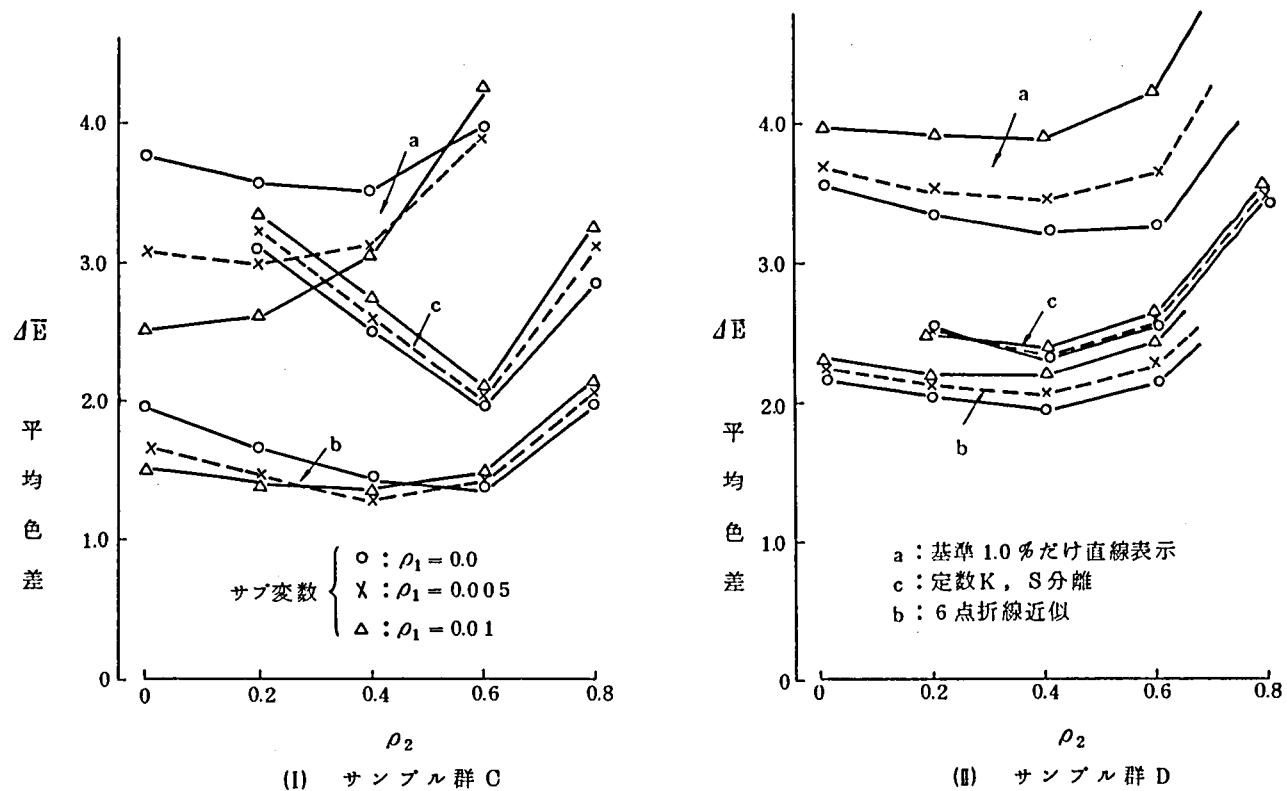 4.0
3.0
2.0
1.0
0
ΔĒ
平均色差
a
c
b
サブ変数
○ : ρ₁ = 0.0
× : ρ₁ = 0.005
△ : ρ₁ = 0.01
0 0.2 0.4 0.6 0.8
ρ₂
(I) サンプル群 C
4.0
3.0
2.0
1.0
0
ΔĒ
平均色差
a
c
b
a : 基準 1.0 %だけ直線表示
c : 定数K , S分離
b : 6点折線近似
0 0.2 0.4 0.6 0.8
ρ₂
(II) サンプル群 D